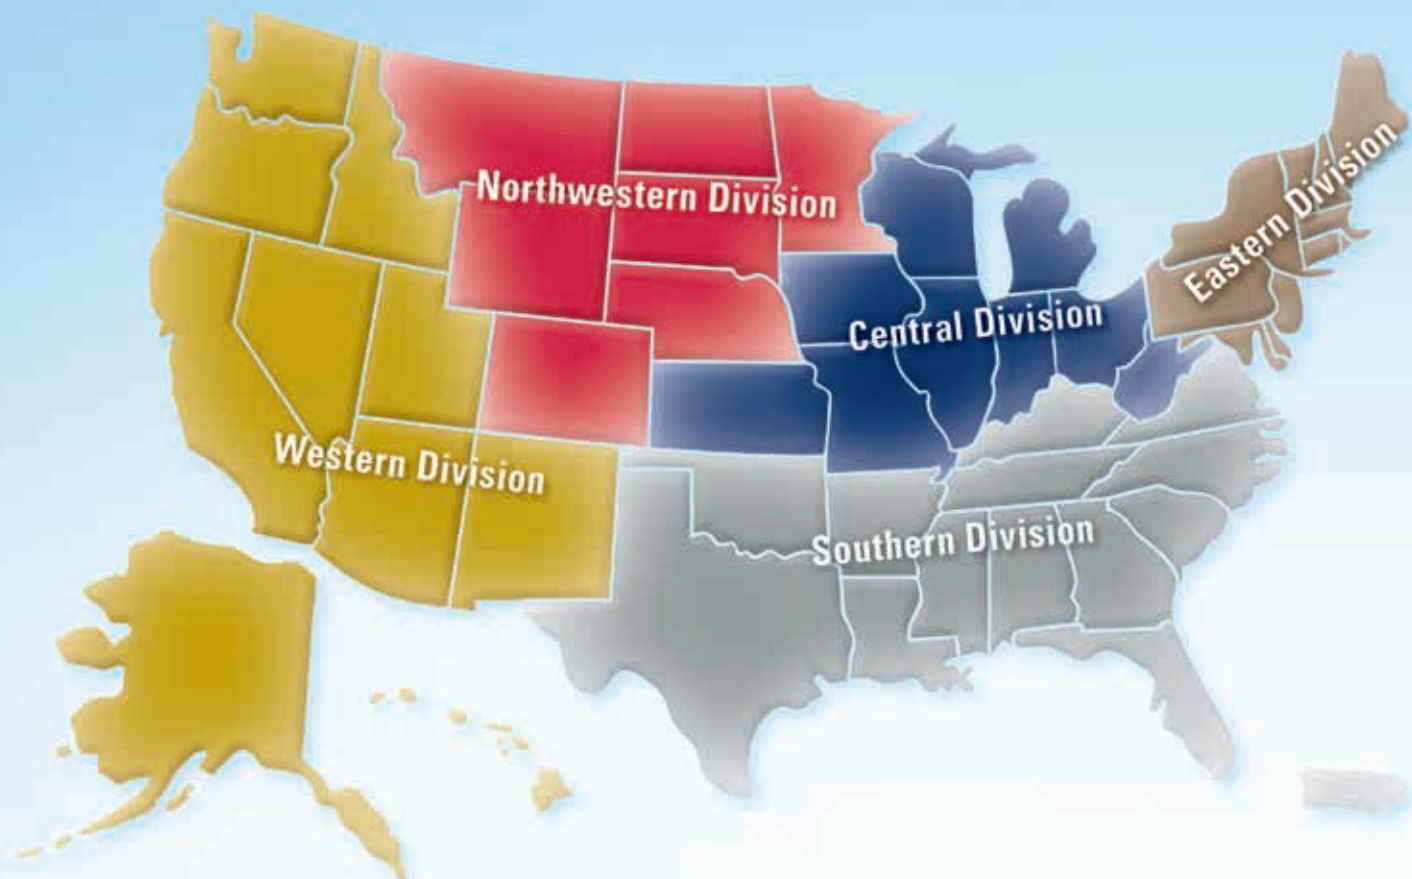 Northwestern Division
Eastern Division
Central Division
Western Division
Southern Division